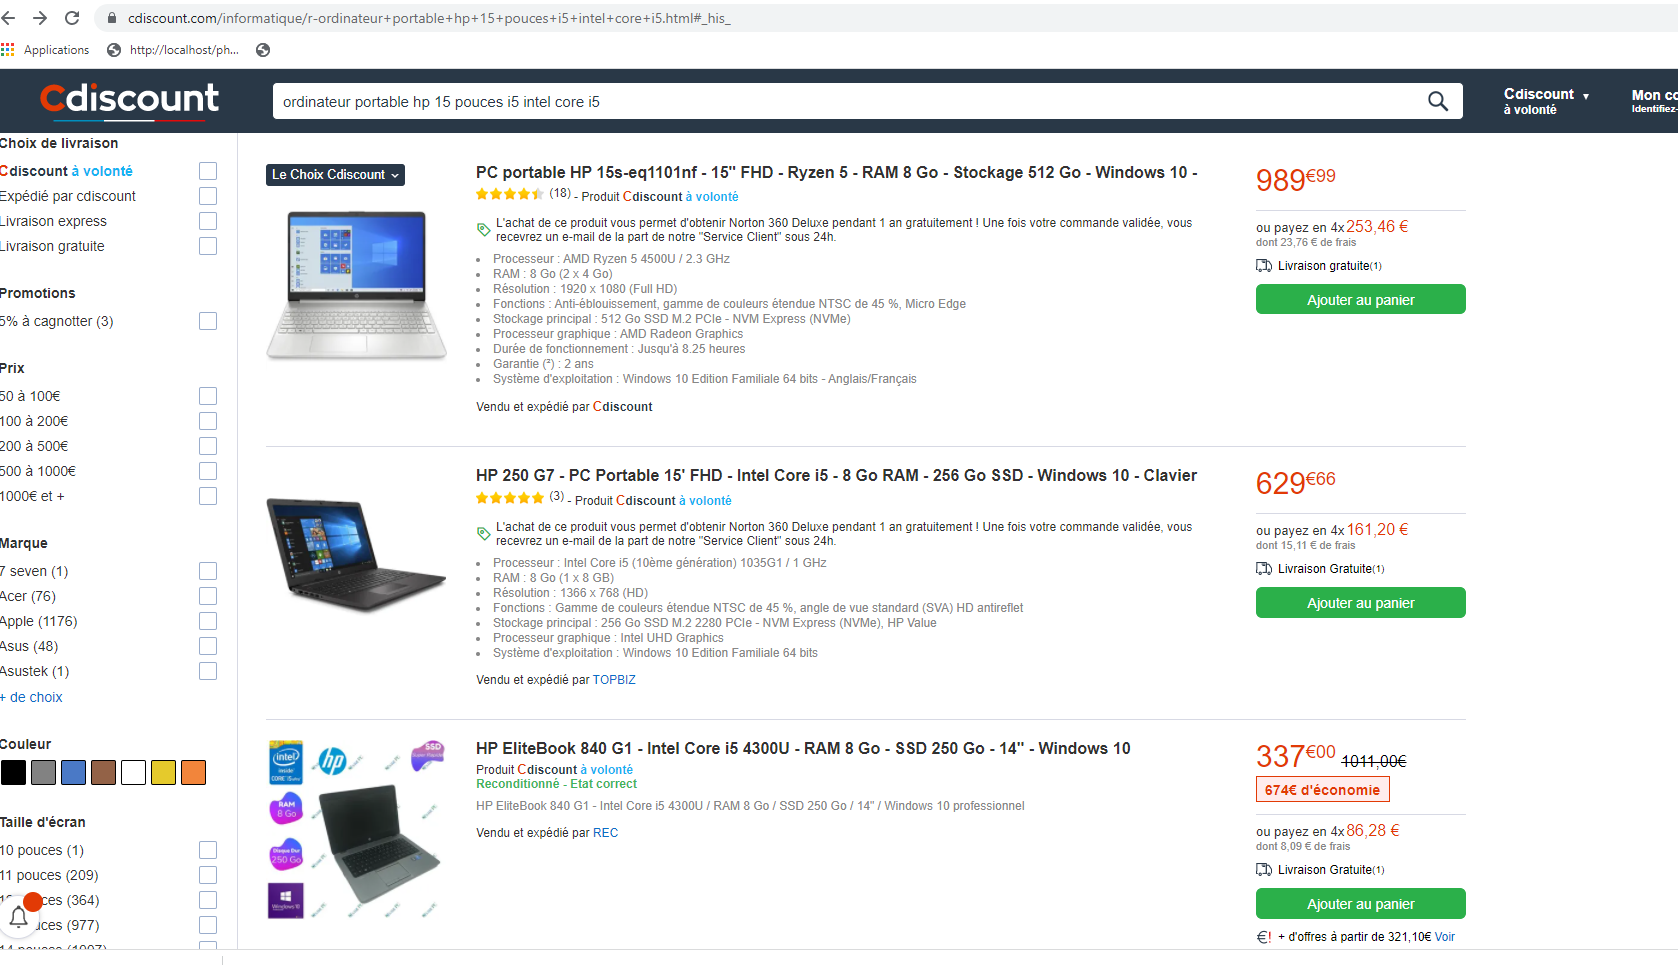 cdiscount.com/informatique/r-ordinateur+portable+hp+15+pouces+i5+intel+core+i5.html#_his_
Applications
http://localhost/ph...
Cdiscount
ordinateur portable hp 15 pouces i5 intel core i5
Cdiscount ▼
à volonté
Mon co
Identifiez-
Choix de livraison
Cdiscount à volonté
Expédié par cdiscount
Livraison express
Livraison gratuite
Promotions
5% à cagnotter (3)
Prix
50 à 100€
100 à 200€
200 à 500€
500 à 1000€
1000€ et +
Marque
7 seven (1)
Acer (76)
Apple (1176)
Asus (48)
Asustek (1)
+ de choix
Couleur
Taille d'écran
10 pouces (1)
11 pouces (209)
ces (364)
uces (977)
Le Choix Cdiscount
PC portable HP 15s-eq1101nf - 15" FHD - Ryzen 5 - RAM 8 Go - Stockage 512 Go - Windows 10 -
(18) - Produit Cdiscount à volonté
L'achat de ce produit vous permet d'obtenir Norton 360 Deluxe pendant 1 an gratuitement ! Une fois votre commande validée, vous
recevrez un e-mail de la part de notre "Service Client" sous 24h.
• Processeur : AMD Ryzen 5 4500U / 2.3 GHz
• RAM : 8 Go (2 x 4 Go)
• Résolution : 1920 x 1080 (Full HD)
• Fonctions : Anti-éblouissement, gamme de couleurs étendue NTSC de 45 %, Micro Edge
• Stockage principal : 512 Go SSD M.2 PCIe - NVM Express (NVMe)
• Processeur graphique : AMD Radeon Graphics
• Durée de fonctionnement : Jusqu'à 8.25 heures
• Garantie (²) : 2 ans
• Système d'exploitation : Windows 10 Edition Familiale 64 bits - Anglais/Français
Vendu et expédié par Cdiscount
989€99
ou payez en 4x 253,46 €
dont 23,76 € de frais
Livraison gratuite(1)
Ajouter au panier
HP 250 G7 - PC Portable 15' FHD - Intel Core i5 - 8 Go RAM - 256 Go SSD - Windows 10 - Clavier
(3) - Produit Cdiscount à volonté
L'achat de ce produit vous permet d'obtenir Norton 360 Deluxe pendant 1 an gratuitement ! Une fois votre commande validée, vous
recevrez un e-mail de la part de notre "Service Client" sous 24h.
• Processeur : Intel Core i5 (10ème génération) 1035G1 / 1 GHz
• RAM : 8 Go (1 x 8 GB)
• Résolution : 1366 x 768 (HD)
• Fonctions : Gamme de couleurs étendue NTSC de 45 %, angle de vue standard (SVA) HD antireflet
• Stockage principal : 256 Go SSD M.2 2280 PCIe - NVM Express (NVMe), HP Value
• Processeur graphique : Intel UHD Graphics
• Système d'exploitation : Windows 10 Edition Familiale 64 bits
Vendu et expédié par TOPBIZ
629€66
ou payez en 4x 161,20 €
dont 15,11 € de frais
Livraison Gratuite(1)
Ajouter au panier
intel
inside
CORE i5
hp
SSD
RAM
8 Go
Disque Dur
250 Go
Windows 10
HP EliteBook 840 G1 - Intel Core i5 4300U - RAM 8 Go - SSD 250 Go - 14" - Windows 10
Produit Cdiscount à volonté
Reconditionné - Etat correct
HP EliteBook 840 G1 - Intel Core i5 4300U / RAM 8 Go / SSD 250 Go / 14" / Windows 10 professionnel
Vendu et expédié par REC
337€00 1011,00€
674€ d'économie
ou payez en 4x 86,28 €
dont 8,09 € de frais
Livraison Gratuite(1)
Ajouter au panier
€! + d'offres à partir de 321,10€ Voir